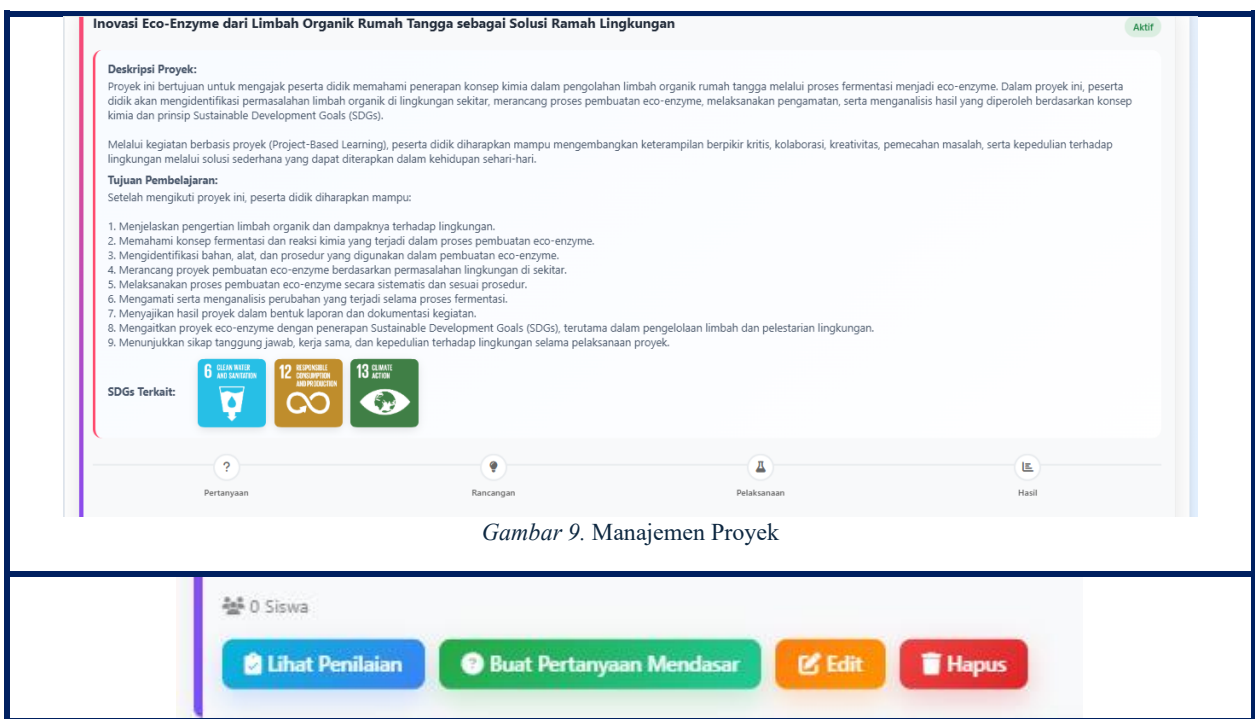 Inovasi Eco-Enzyme dari Limbah Organik Rumah Tangga sebagai Solusi Ramah Lingkungan
Aktif
Deskripsi Proyek:
Proyek ini bertujuan untuk mengajak peserta didik memahami penerapan konsep kimia dalam pengolahan limbah organik rumah tangga melalui proses fermentasi menjadi eco-enzyme. Dalam proyek ini, peserta
didik akan mengidentifikasi permasalahan limbah organik di lingkungan sekitar, merancang proses pembuatan eco-enzyme, melaksanakan pengamatan, serta menganalisis hasil yang diperoleh berdasarkan konsep
kimia dan prinsip Sustainable Development Goals (SDGs).
Melalui kegiatan berbasis proyek (Project-Based Learning), peserta didik diharapkan mampu mengembangkan keterampilan berpikir kritis, kolaborasi, kreativitas, pemecahan masalah, serta kepedulian terhadap
lingkungan melalui solusi sederhana yang dapat diterapkan dalam kehidupan sehari-hari.
Tujuan Pembelajaran:
Setelah mengikuti proyek ini, peserta didik diharapkan mampu:
1. Menjelaskan pengertian limbah organik dan dampaknya terhadap lingkungan.
2. Memahami konsep fermentasi dan reaksi kimia yang terjadi dalam proses pembuatan eco-enzyme.
3. Mengidentifikasi bahan, alat, dan prosedur yang digunakan dalam pembuatan eco-enzyme.
4. Merancang proyek pembuatan eco-enzyme berdasarkan permasalahan lingkungan di sekitar.
5. Melaksanakan proses pembuatan eco-enzyme secara sistematis dan sesuai prosedur.
6. Mengamati serta menganalisis perubahan yang terjadi selama proses fermentasi.
7. Menyajikan hasil proyek dalam bentuk laporan dan dokumentasi kegiatan.
8. Mengaitkan proyek eco-enzyme dengan penerapan Sustainable Development Goals (SDGs), terutama dalam pengelolaan limbah dan pelestarian lingkungan.
9. Menunjukkan sikap tanggung jawab, kerja sama, dan kepedulian terhadap lingkungan selama pelaksanaan proyek.
SDGs Terkait:
6 CLEAN WATER
AND SANITATION
12 RESPONSIBLE
CONSUMPTION
AND PRODUCTION
13 CLIMATE
ACTION
?
Pertanyaan
Rancangan
Pelaksanaan
Hasil
Gambar 9. Manajemen Proyek
0 Siswa
Lihat Penilaian
Buat Pertanyaan Mendasar
Edit
Hapus